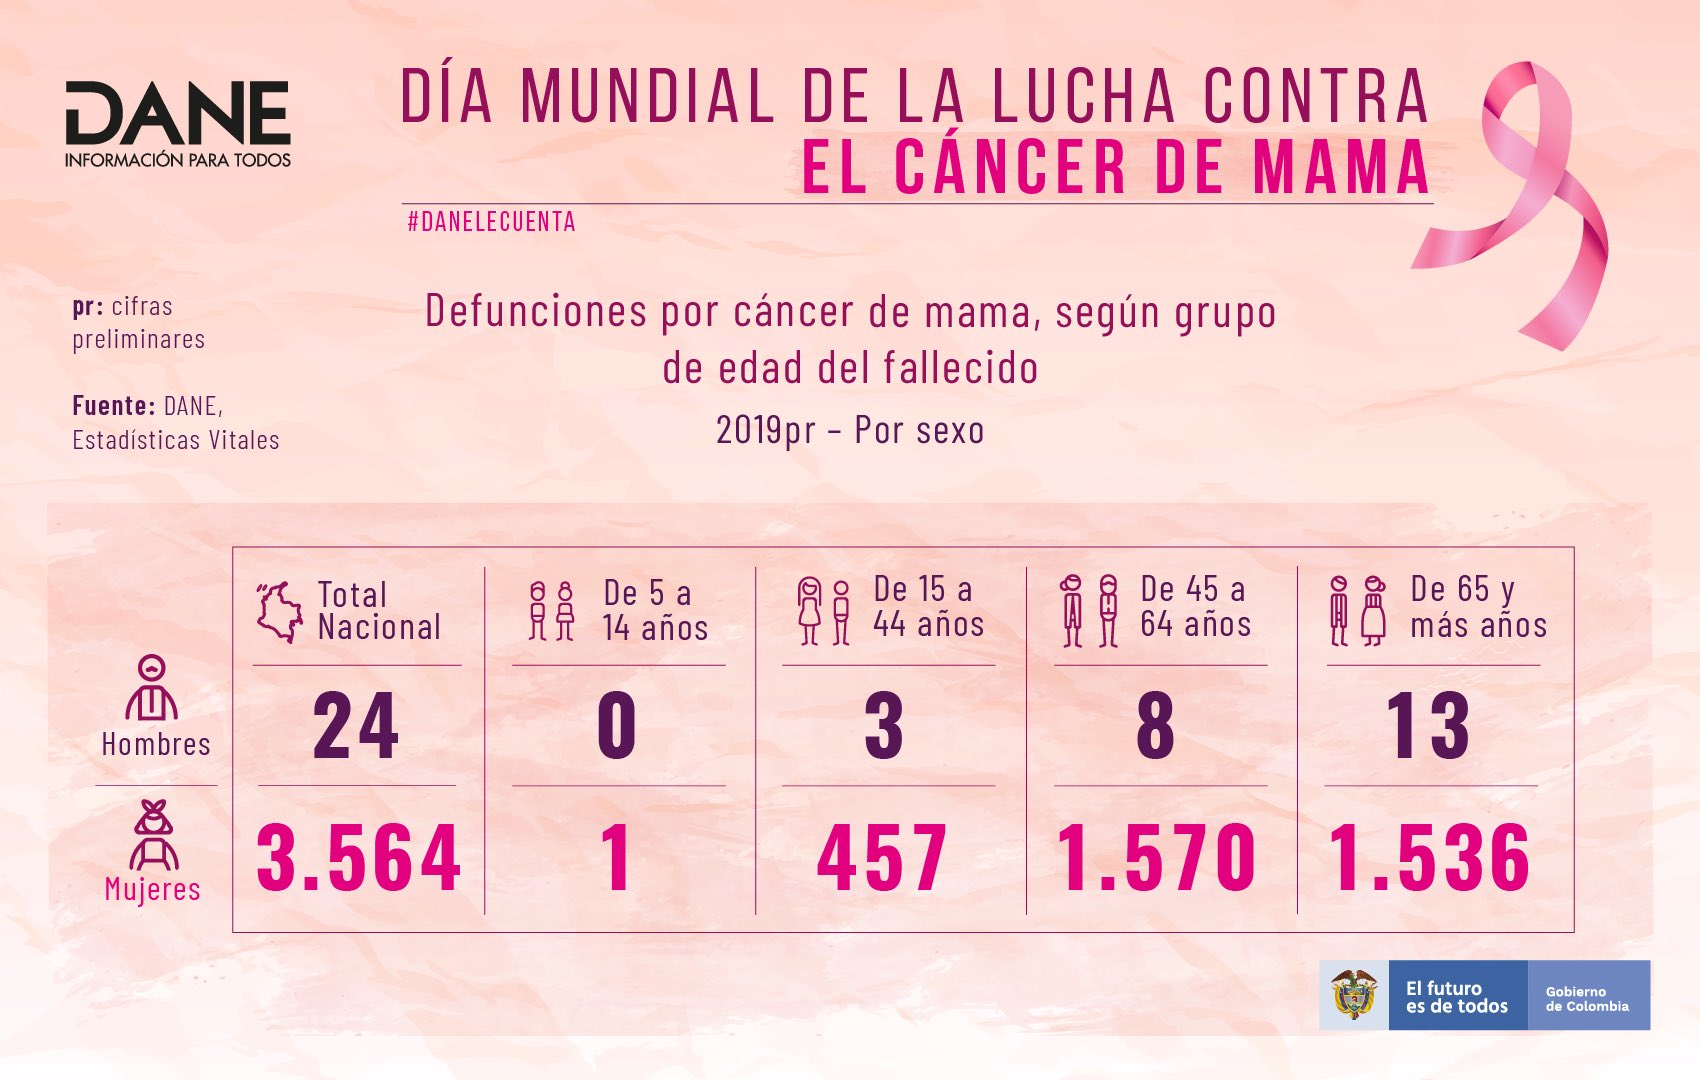 DANE
INFORMACIÓN PARA TODOS
DÍA MUNDIAL DE LA LUCHA CONTRA
EL CÁNCER DE MAMA
#DANELECUENTA
pr: cifras
preliminares
Fuente: DANE,
Estadísticas Vitales
Defunciones por cáncer de mama, según grupo
de edad del fallecido
2019pr – Por sexo
Total
Nacional
De 5 a
14 años
De 15 a
44 años
De 45 a
64 años
De 65 y
más años
Hombres
24
0
3
8
13
Mujeres
3.564
1
457
1.570
1.536
El futuro
es de todos
Gobierno
de Colombia